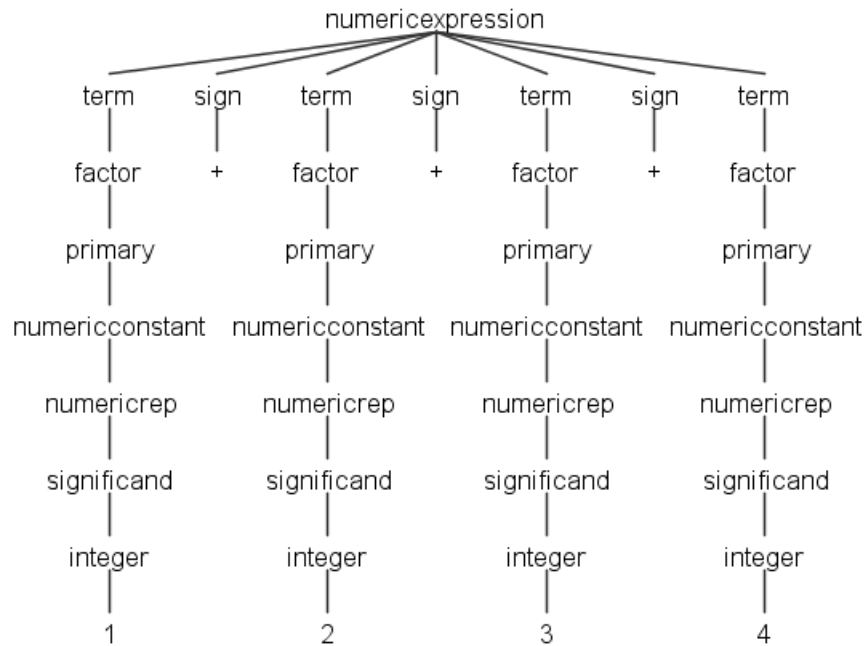 numericexpression
term sign term sign term sign term
factor + factor + factor + factor
primary primary primary primary
numericconstant numericconstant numericconstant numericconstant
numericrep numericrep numericrep numericrep
significand significand significand significand
integer integer integer integer
1 2 3 4